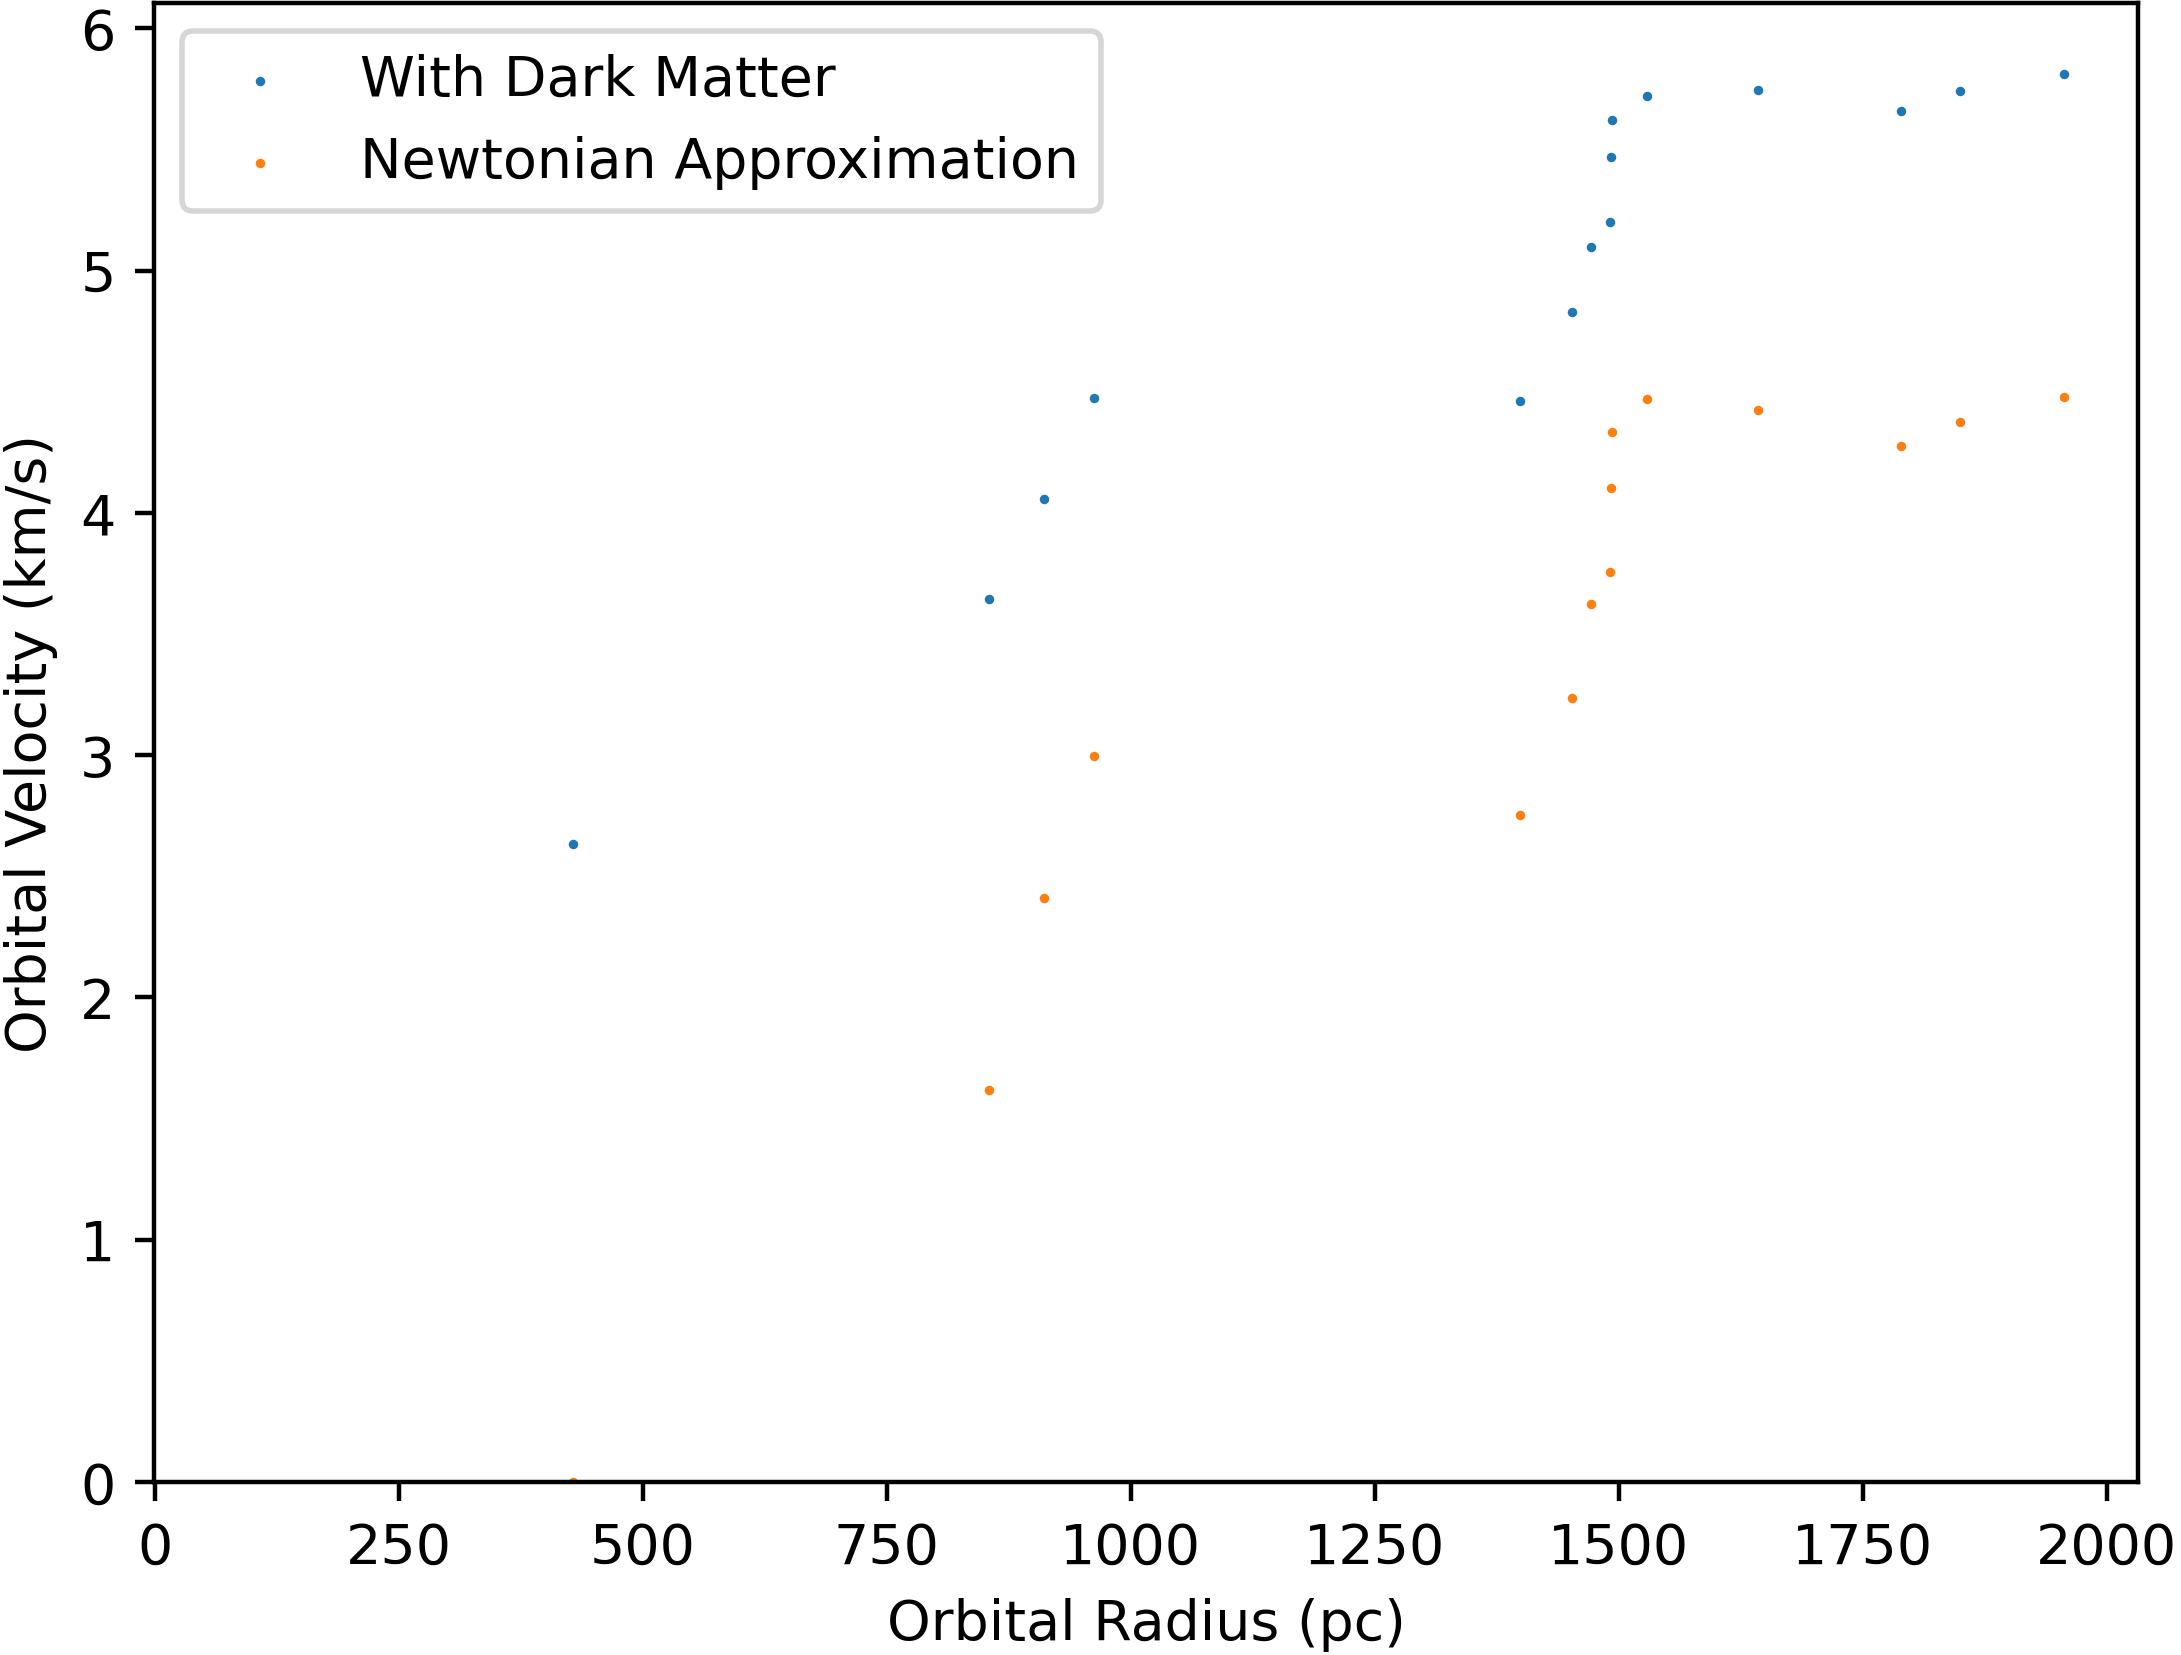 With Dark Matter
Newtonian Approximation
6
5
4
3
2
1
0
Orbital Velocity (km/s)
0 250 500 750 1000 1250 1500 1750 2000
Orbital Radius (pc)